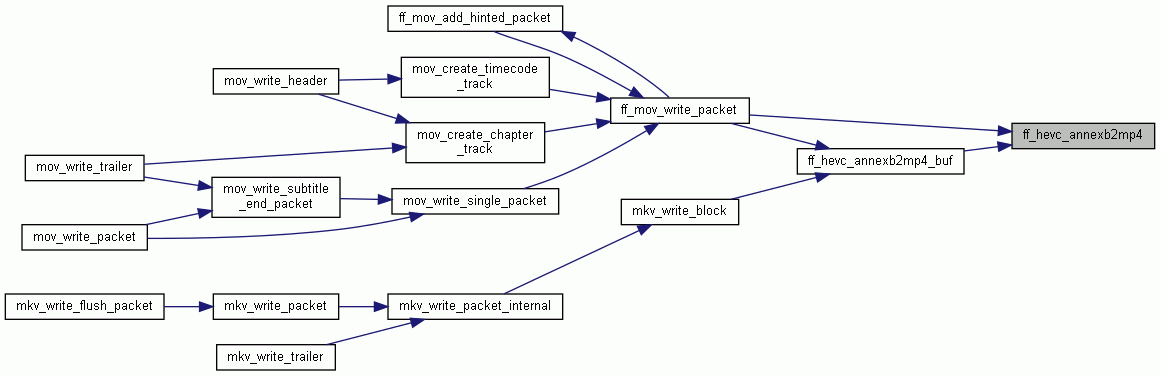 ff_mov_add_hinted_packet
mov_create_timecode
_track
mov_write_header
ff_mov_write_packet
mov_create_chapter
_track
ff_hevc_annexb2mp4
mov_write_trailer
ff_hevc_annexb2mp4_buf
mov_write_subtitle
_end_packet
mov_write_single_packet
mkv_write_block
mov_write_packet
mkv_write_flush_packet
mkv_write_packet
mkv_write_packet_internal
mkv_write_trailer